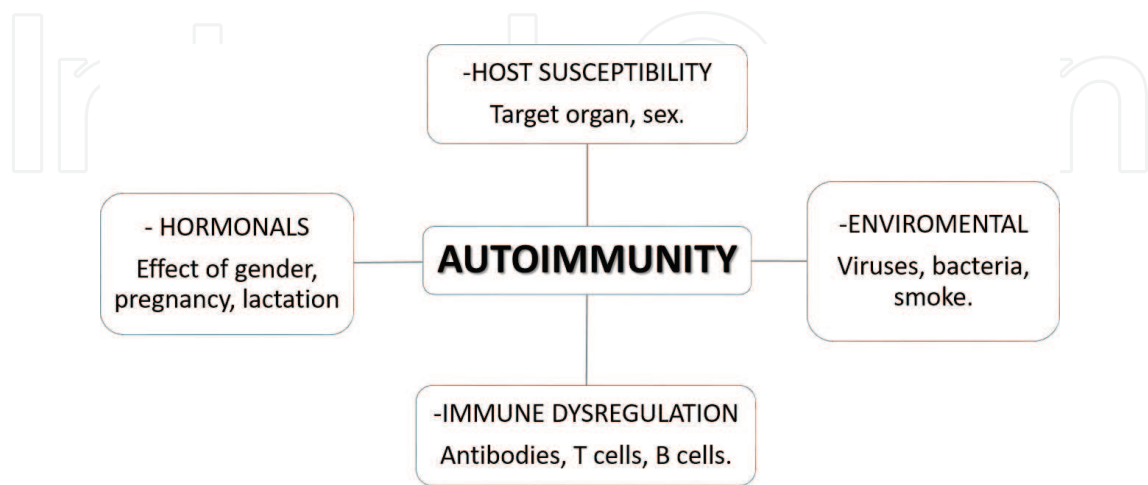 -HOST SUSCEPTIBILITY
Target organ, sex.
- HORMONALS
Effect of gender,
pregnancy, lactation
AUTOIMMUNITY
-ENVIROMENTAL
Viruses, bacteria,
smoke.
-IMMUNE DYSREGULATION
Antibodies, T cells, B cells.